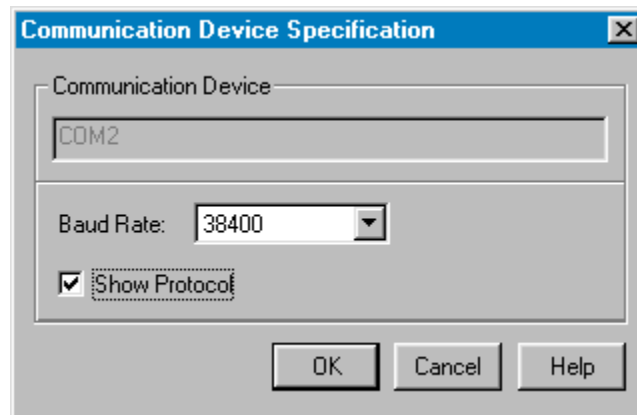 Communication Device Specification
Communication Device
COM2
Baud Rate: 38400
Show Protocol
OK Cancel Help